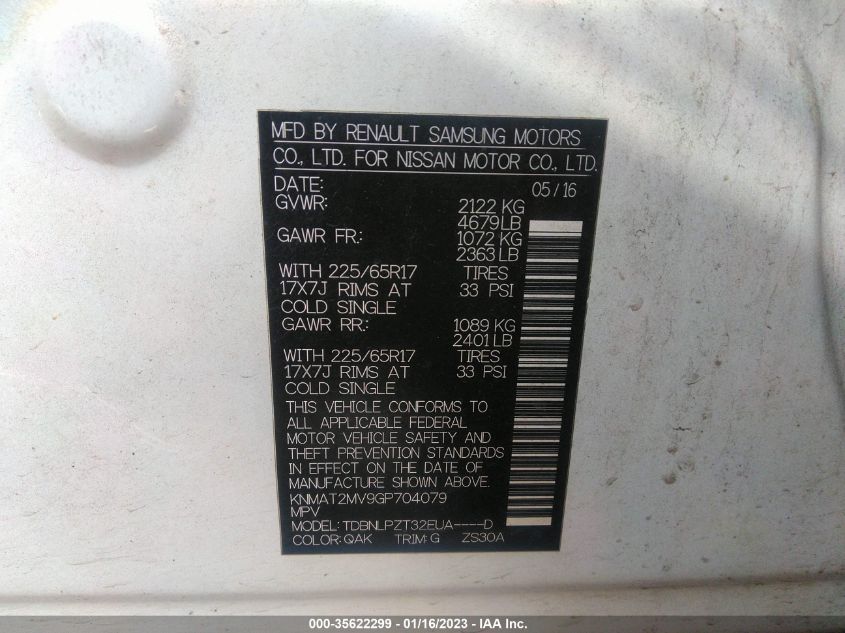 MFD BY RENAULT SAMSUNG MOTORS
CO., LTD. FOR NISSAN MOTOR CO., LTD.
DATE: 05/16
GVWR: 2122 KG
4679LB
GAWR FR: 1072 KG
2363 LB
WITH 225/65R17 TIRES
17X7J RIMS AT 33 PSI
COLD SINGLE
GAWR RR: 1089 KG
2401LB
WITH 225/65R17 TIRES
17X7J RIMS AT 33 PSI
COLD SINGLE
THIS VEHICLE CONFORMS TO
ALL APPLICABLE FEDERAL
MOTOR VEHICLE SAFETY AND
THEFT PREVENTION STANDARDS
IN EFFECT ON THE DATE OF
MANUFACTURE SHOWN ABOVE.
KNMAT2MV9GP704079
MPV
MODEL: TDBNLPZT32EUA----D
COLOR: QAK TRIM: G ZS30A
000-35622299 - 01/16/2023 - IAA Inc.